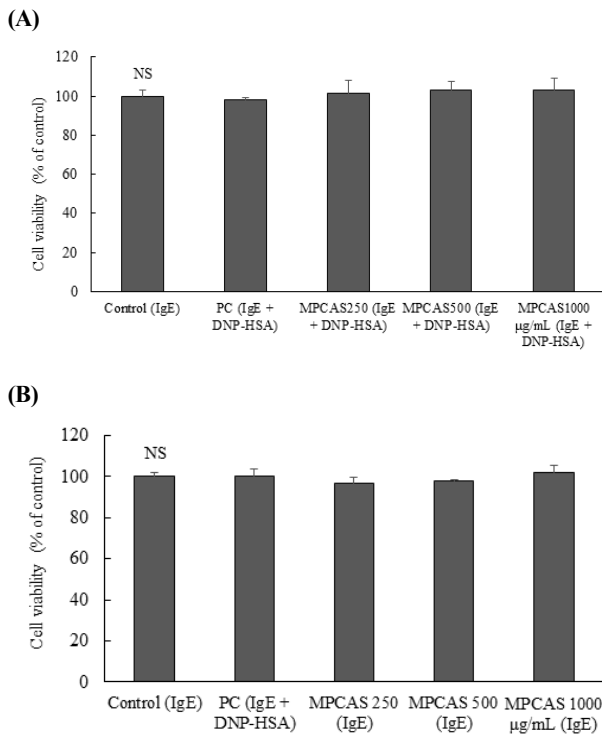 (A)
120
NS
100
80
60
40
20
0
Cell viability (% of control)
Control (IgE)
PC (IgE +
DNP-HSA)
MPCAS250 (IgE
+ DNP-HSA)
MPCAS500 (IgE
+ DNP-HSA)
MPCAS1000
μg/mL (IgE +
DNP-HSA)
(B)
120
NS
100
80
60
40
20
0
Cell viability (% of control)
Control (IgE)
PC (IgE +
DNP-HSA)
MPCAS 250
(IgE)
MPCAS 500
(IgE)
MPCAS 1000
μg/mL (IgE)